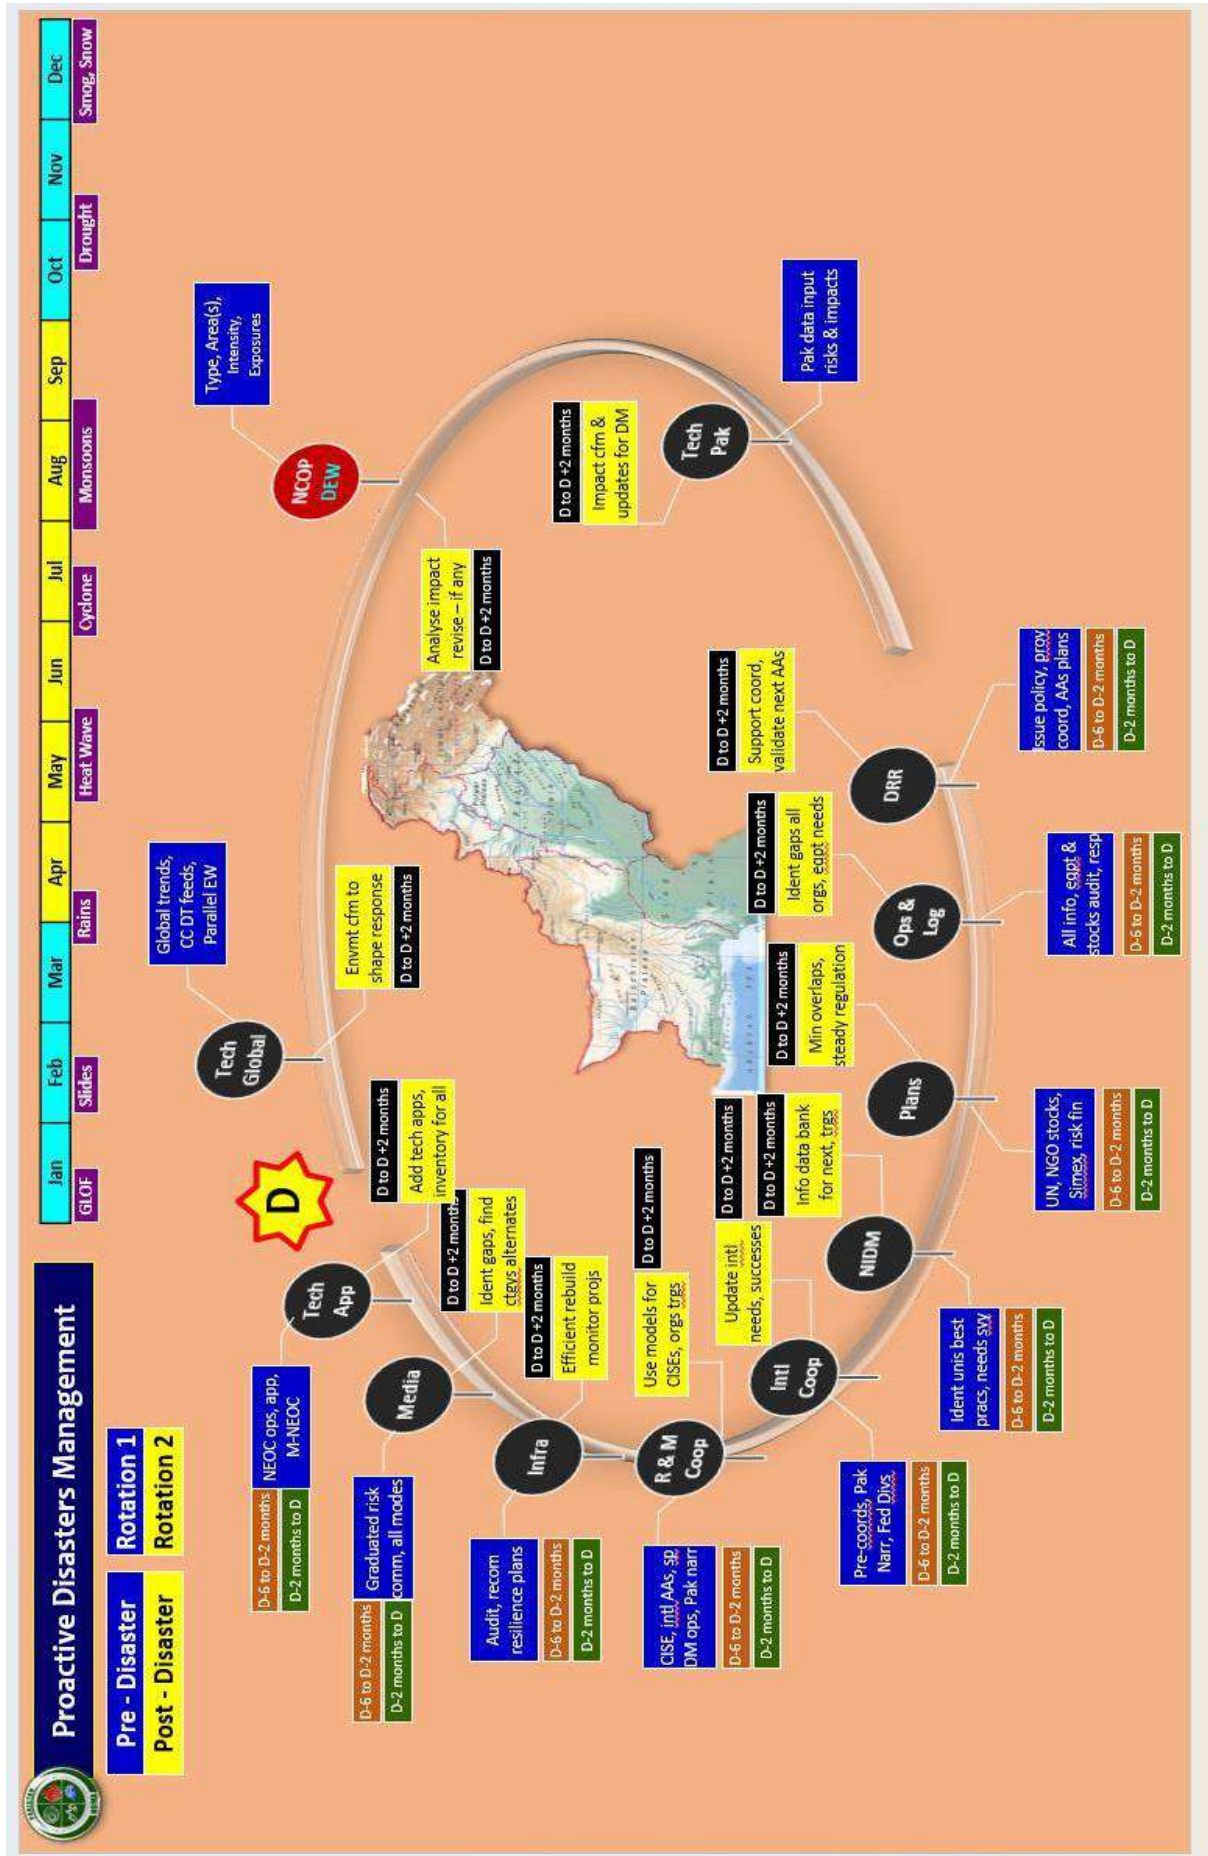 Proactive Disasters Management
Jan
Feb
Mar
Apr
May
Jun
Jul
Aug
Sep
Oct
Nov
Dec
GLOF
Slides
Rains
Heat Wave
Cyclone
Monsoons
Drought
Smog, Snow
Pre - Disaster
Rotation 1
Post - Disaster
Rotation 2
D
NCOP
DEW
Type, Area(s),
Intensity,
Exposures
Analyse impact
revise – if any
D to D +2 months
Tech
Global
Global trends,
CC DT feeds,
Parallel EW
Envmt cfm to
shape response
D to D +2 months
Tech
Pak
D to D +2 months
Impact cfm &
updates for DM
Pak data input
risks & impacts
Tech
App
D-6 to D-2 months
D-2 months to D
NEOC ops, app,
M-NEOC
D to D +2 months
Add tech apps,
inventory for all
Media
D-6 to D-2 months
D-2 months to D
Graduated risk
comm, all modes
D to D +2 months
Ident gaps, find
ctgys alternates
Infra
Audit, recom
resilience plans
D-6 to D-2 months
D-2 months to D
D to D +2 months
Efficient rebuild
monitor projs
R & M
Coop
CISE, intl AAs, sp
DM ops, Pak narr
D-6 to D-2 months
D-2 months to D
D to D +2 months
Use models for
CISEs, orgs trgs
Intl
Coop
Pre-coords, Pak
Narr, Fed Divs
D-6 to D-2 months
D-2 months to D
D to D +2 months
Update intl
needs, successes
NIDM
Ident unis best
pracs, needs svy
D-6 to D-2 months
D-2 months to D
D to D +2 months
Info data bank
for next, trgs
Plans
UN, NGO stocks,
Simex, risk fin
D-6 to D-2 months
D-2 months to D
D to D +2 months
Min overlaps,
steady regulation
Ops &
Log
All info, eqpt &
stocks audit, resp
D-6 to D-2 months
D-2 months to D
D to D +2 months
Ident gaps all
orgs, eqpt needs
DRR
Issue policy, prov
coord, AAs plans
D-6 to D-2 months
D-2 months to D
D to D +2 months
Support coord,
validate next AAs